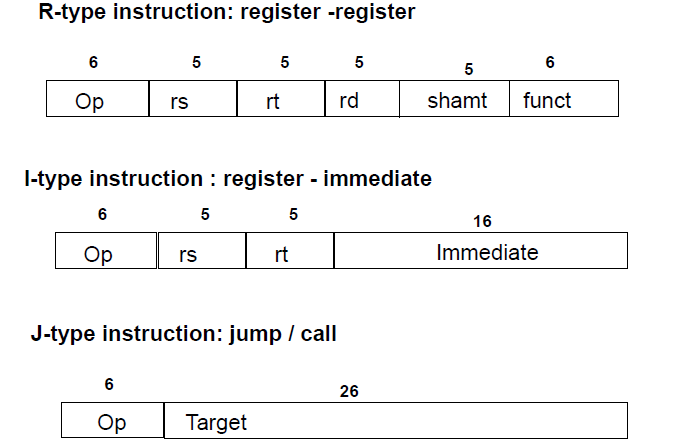 R-type instruction: register -register
6 5 5 5 5 6
Op rs rt rd shamt funct
I-type instruction : register - immediate
6 5 5 16
Op rs rt Immediate
J-type instruction: jump / call
6 26
Op Target